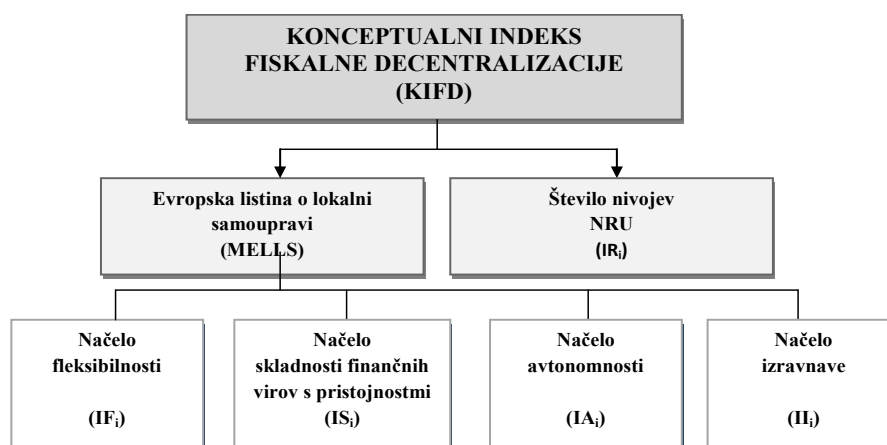 KONCEPTUALNI INDEKS
FISKALNE DECENTRALIZACIJE
(KIFD)
Evropska listina o lokalni
samoupravi
(MELLS)
Število nivojev
NRU
(IRᵢ)
Načelo
fleksibilnosti
(IFᵢ)
Načelo
skladnosti finančnih
virov s pristojnostmi
(ISᵢ)
Načelo
avtonomnosti
(IAᵢ)
Načelo
izravnave
(IIᵢ)